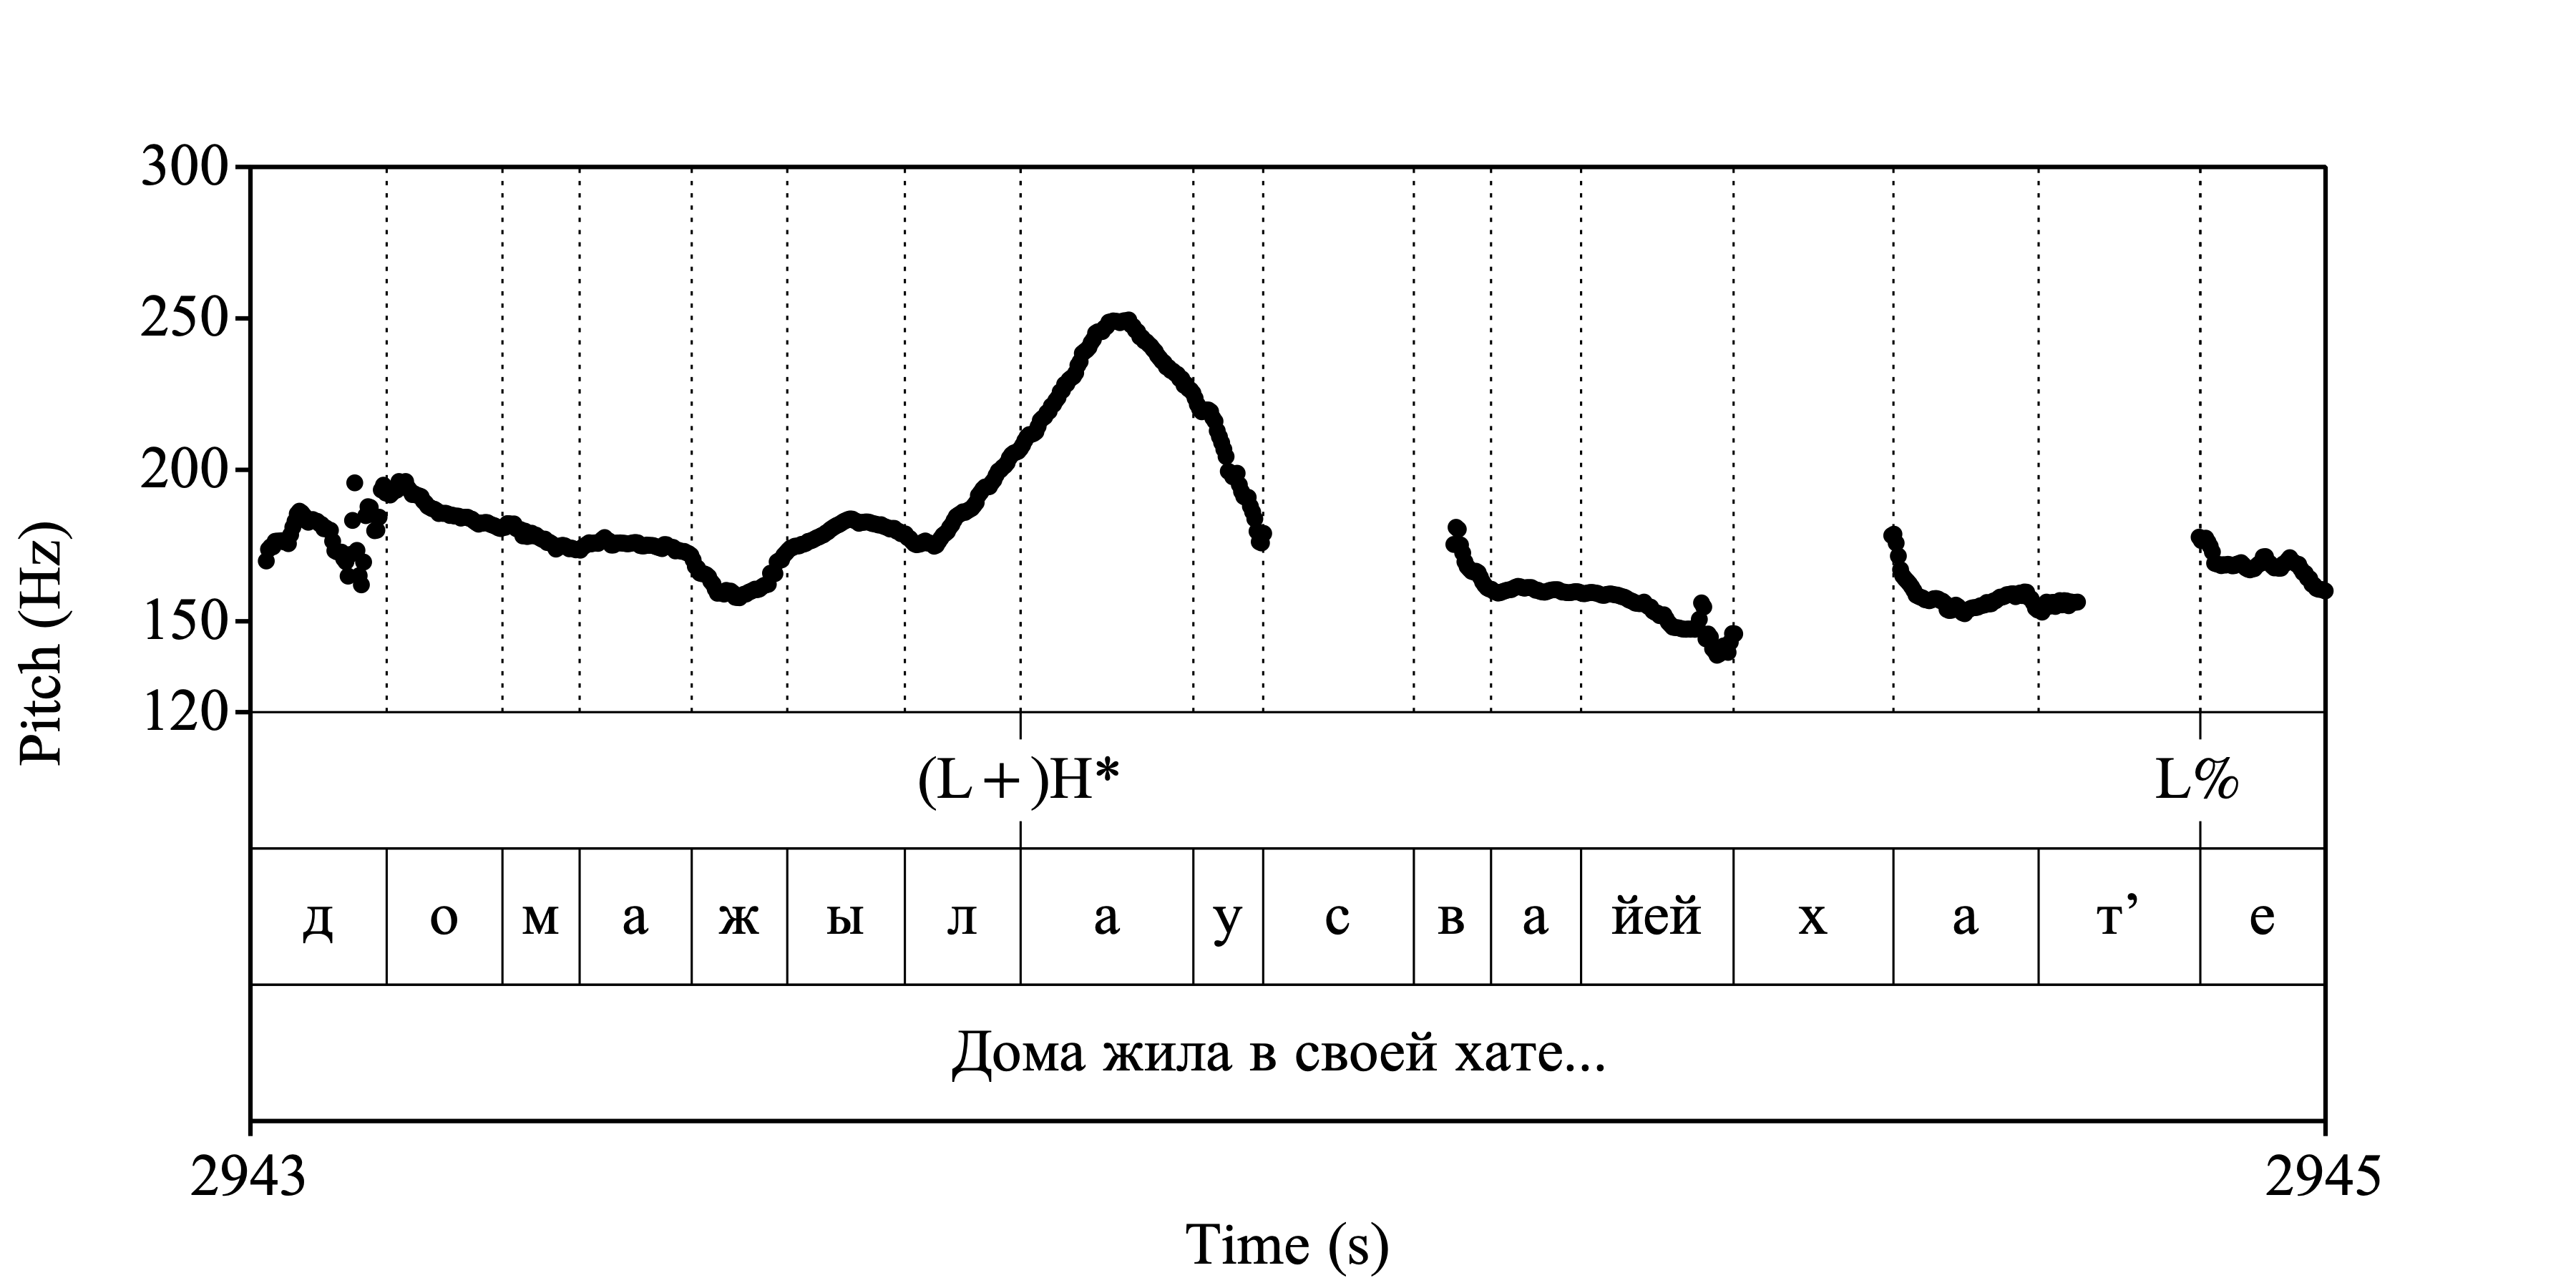 300
250
200
150
120
Pitch (Hz)
(L+)H* L%
д о м а ж ы л а у с в а йей х а т’ е
Дома жила в своей хате...
2943 2945
Time (s)